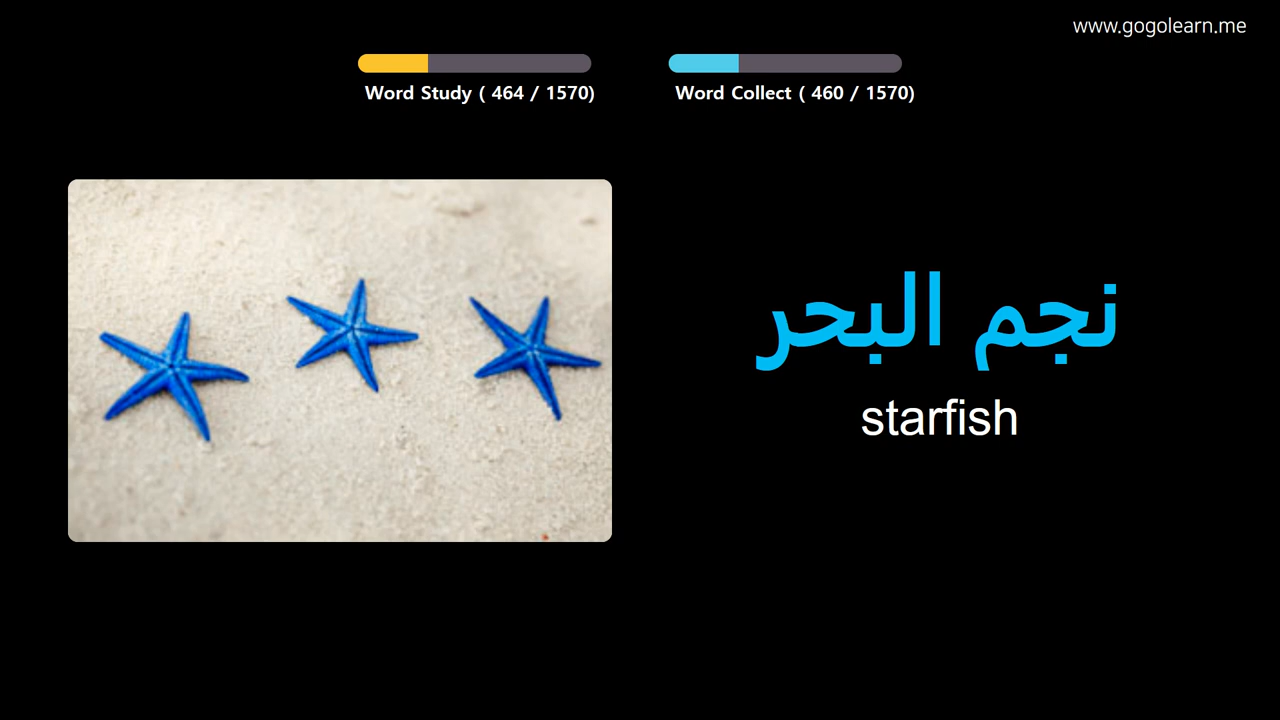 www.gogolearn.me
Word Study ( 464 / 1570)
Word Collect ( 460 / 1570)
نجم البحر
starfish